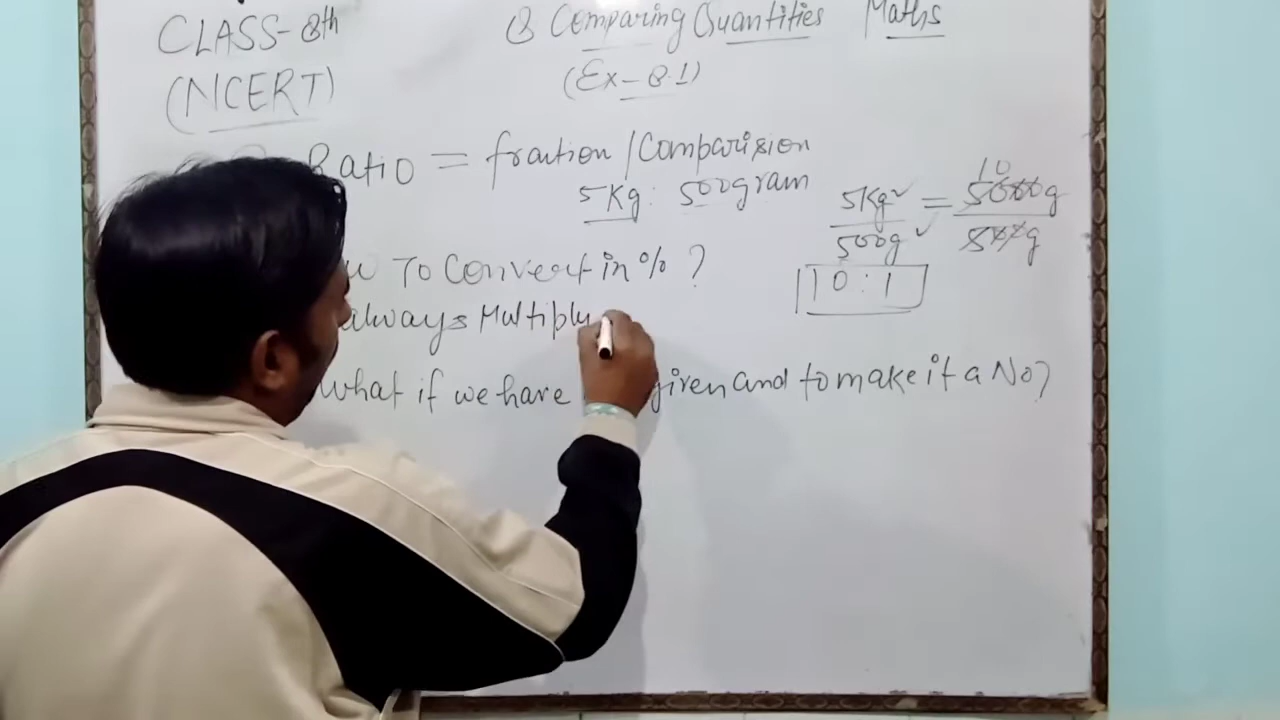 CLASS-8th
(NCERT)
8 Comparing Quantities Maths
(Ex-8.1)
Ratio = fraction / Comparision
5Kg : 500gram
5Kg / 500g = 5000g / 500g
10
10:1
To Convert in % ?
always Multiply
what if we have given and to make it a No?